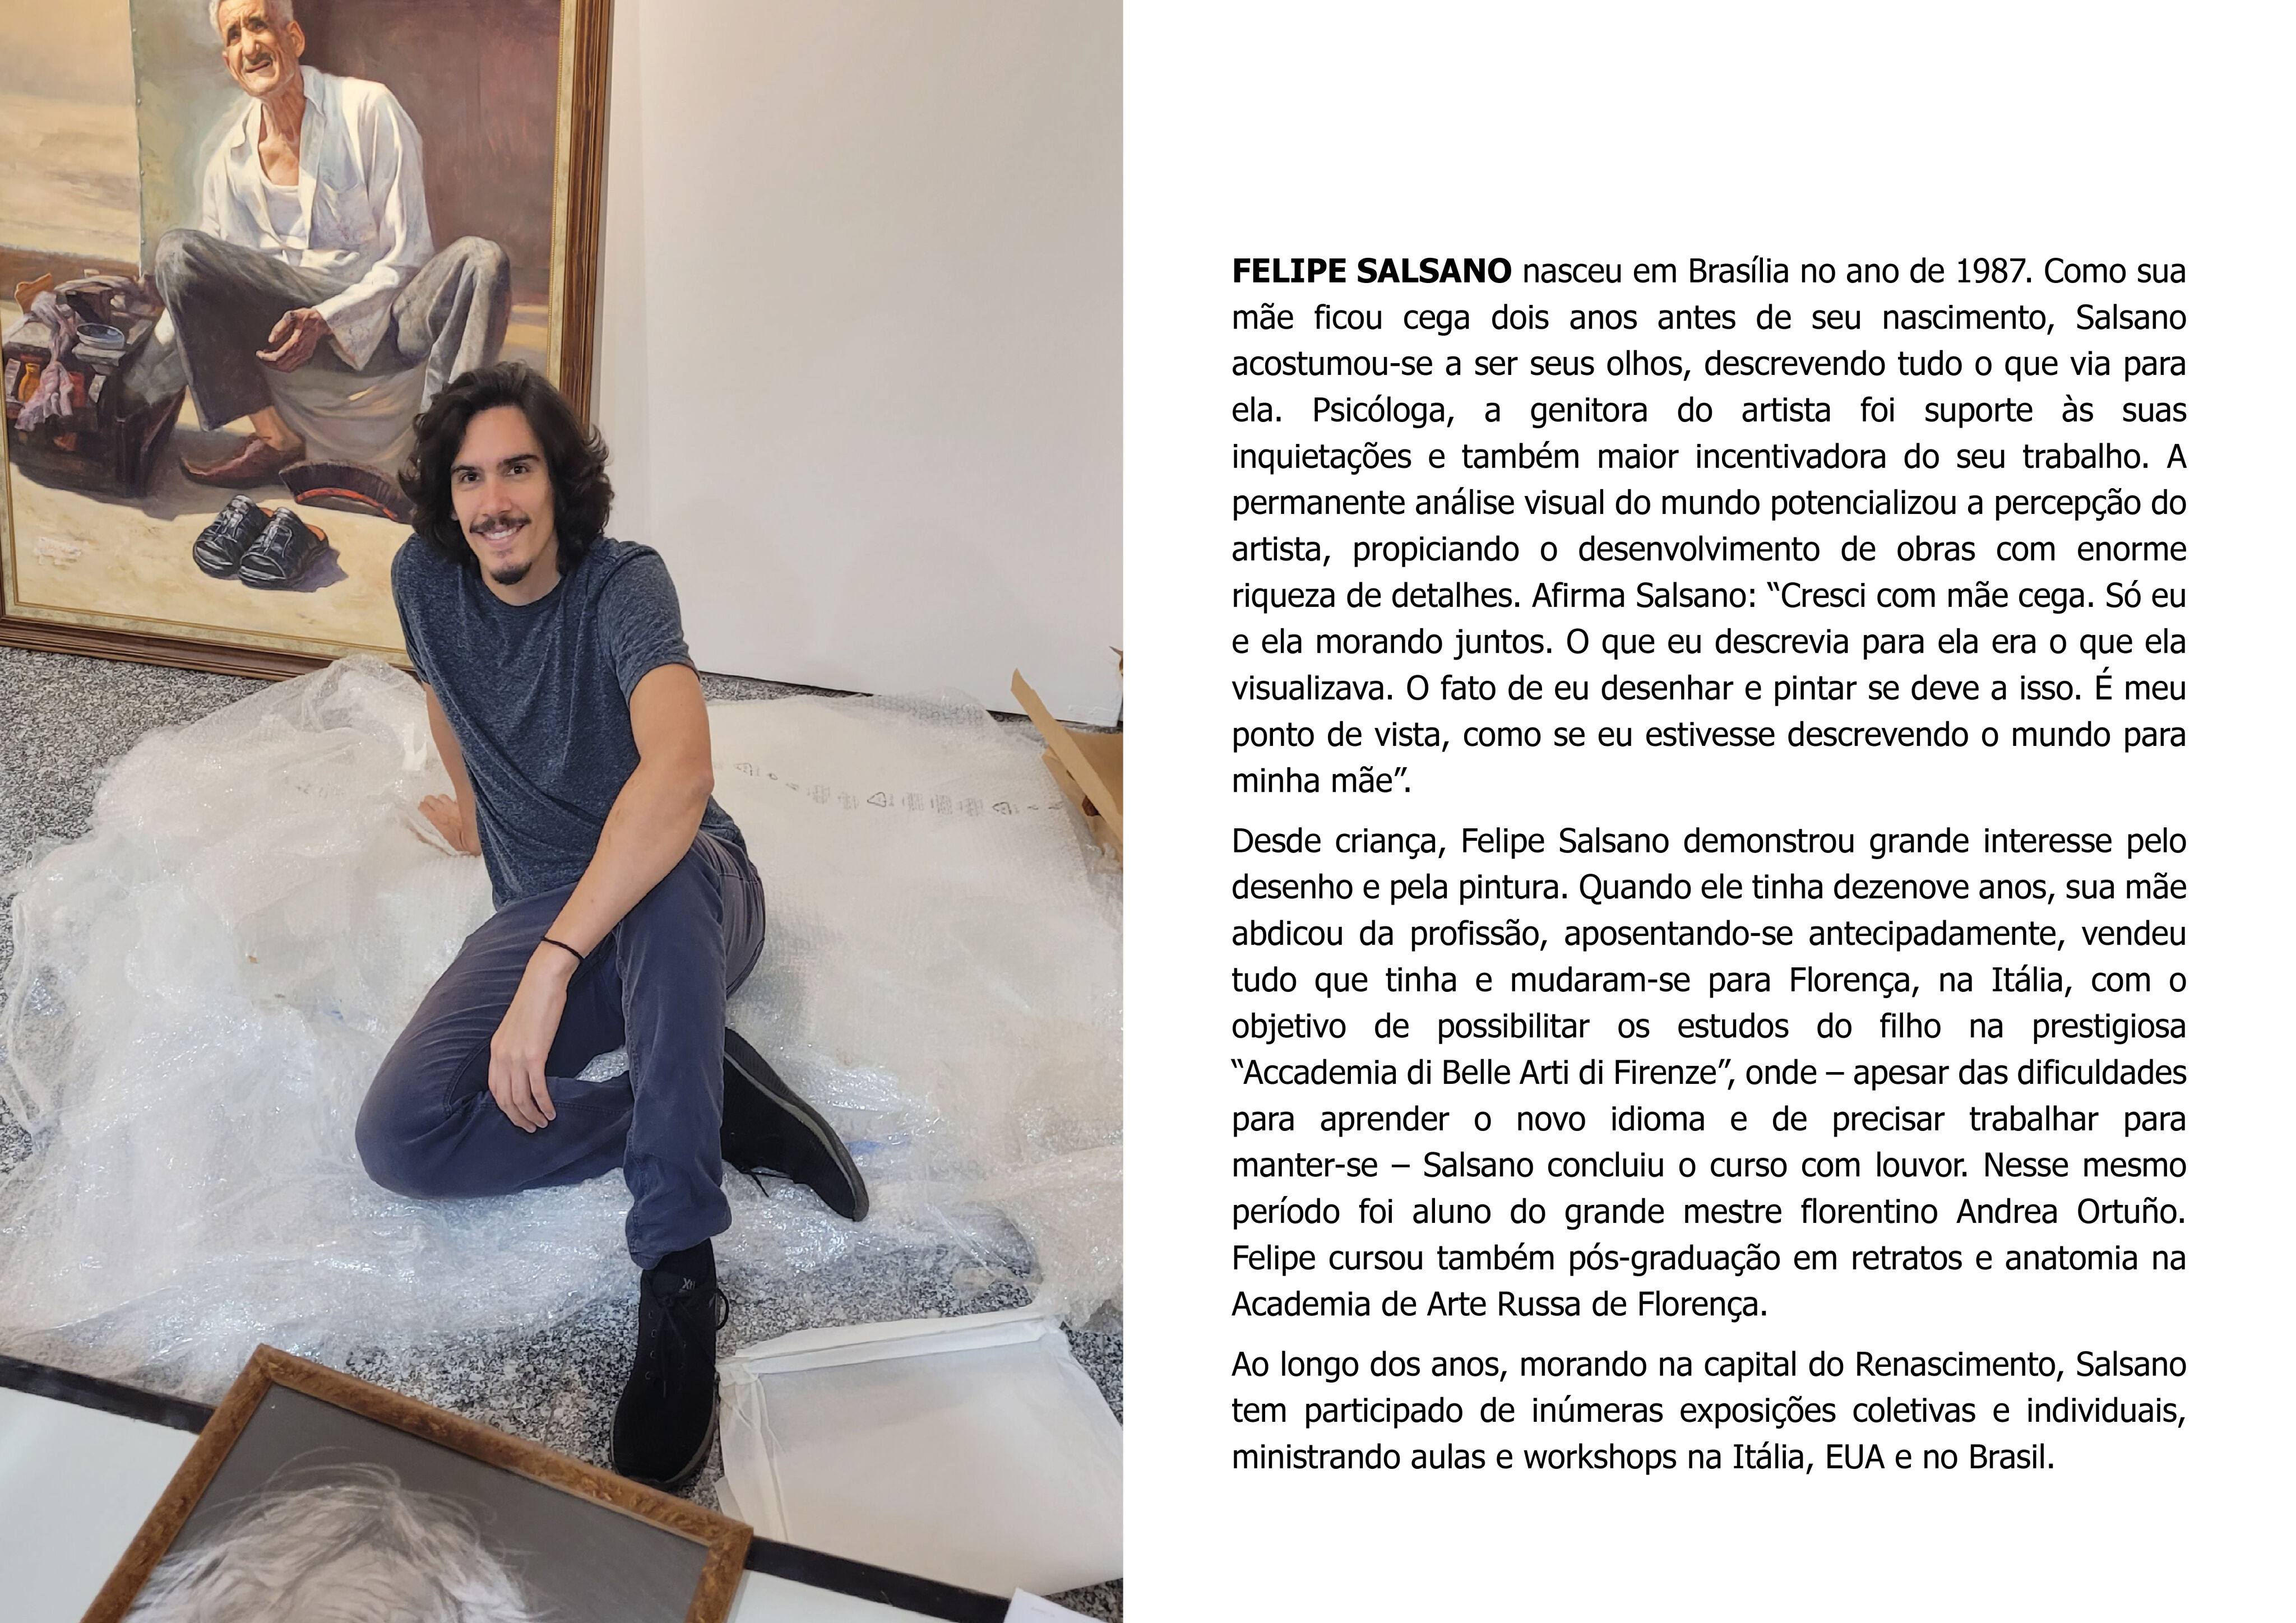 FELIPE SALSANO nasceu em Brasília no ano de 1987. Como sua
mãe ficou cega dois anos antes de seu nascimento, Salsano
acostumou-se a ser seus olhos, descrevendo tudo o que via para
ela. Psicóloga, a genitora do artista foi suporte às suas
inquietações e também maior incentivadora do seu trabalho. A
permanente análise visual do mundo potencializou a percepção do
artista, propiciando o desenvolvimento de obras com enorme
riqueza de detalhes. Afirma Salsano: “Cresci com mãe cega. Só eu
e ela morando juntos. O que eu descrevia para ela era o que ela
visualizava. O fato de eu desenhar e pintar se deve a isso. É meu
ponto de vista, como se eu estivesse descrevendo o mundo para
minha mãe”.
Desde criança, Felipe Salsano demonstrou grande interesse pelo
desenho e pela pintura. Quando ele tinha dezenove anos, sua mãe
abdicou da profissão, aposentando-se antecipadamente, vendeu
tudo que tinha e mudaram-se para Florença, na Itália, com o
objetivo de possibilitar os estudos do filho na prestigiosa
“Accademia di Belle Arti di Firenze”, onde – apesar das dificuldades
para aprender o novo idioma e de precisar trabalhar para
manter-se – Salsano concluiu o curso com louvor. Nesse mesmo
período foi aluno do grande mestre florentino Andrea Ortuño.
Felipe cursou também pós-graduação em retratos e anatomia na
Academia de Arte Russa de Florença.
Ao longo dos anos, morando na capital do Renascimento, Salsano
tem participado de inúmeras exposições coletivas e individuais,
ministrando aulas e workshops na Itália, EUA e no Brasil.